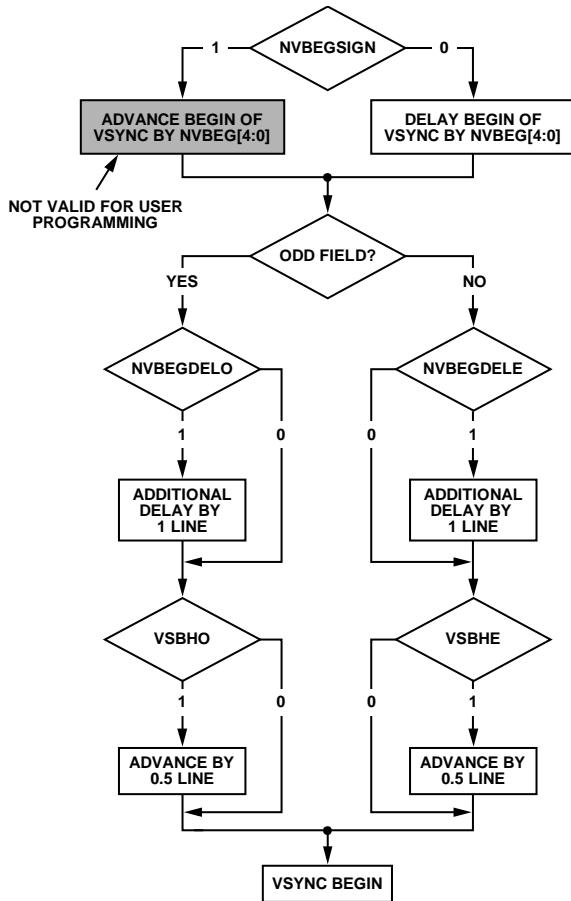 NVBEGSIGN
1
0
ADVANCE BEGIN OF
VSYNC BY NVBEG[4:0]
DELAY BEGIN OF
VSYNC BY NVBEG[4:0]
NOT VALID FOR USER
PROGRAMMING
ODD FIELD?
YES
NO
NVBEGDELO
NVBEGDELE
1
0
0
1
ADDITIONAL
DELAY BY
1 LINE
ADDITIONAL
DELAY BY
1 LINE
VSBHO
VSBHE
1
0
0
1
ADVANCE BY
0.5 LINE
ADVANCE BY
0.5 LINE
VSYNC BEGIN